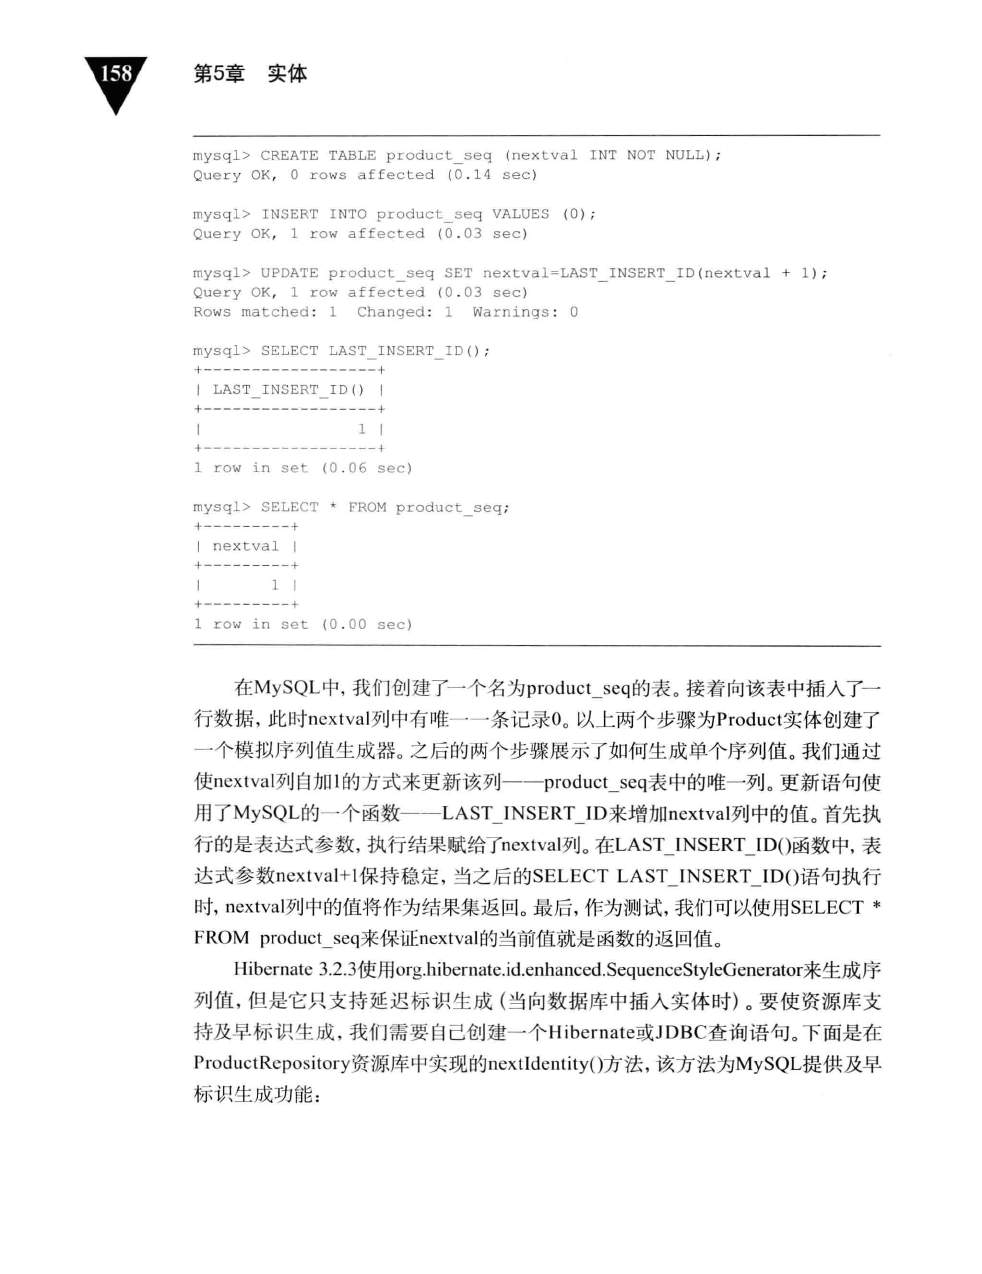 158
第5章 实体
mysql> CREATE TABLE product_seq (nextval INT NOT NULL);
Query OK, 0 rows affected (0.14 sec)
mysql> INSERT INTO product_seq VALUES (0);
Query OK, 1 row affected (0.03 sec)
mysql> UPDATE product_seq SET nextval=LAST_INSERT_ID(nextval + 1);
Query OK, 1 row affected (0.03 sec)
Rows matched: 1  Changed: 1  Warnings: 0
mysql> SELECT LAST_INSERT_ID();
+------------------+
| LAST_INSERT_ID() |
+------------------+
|                1 |
+------------------+
1 row in set (0.06 sec)
mysql> SELECT * FROM product_seq;
+---------+
| nextval |
+---------+
|       1 |
+---------+
1 row in set (0.00 sec)
在MySQL中，我们创建了一个名为product_seq的表。接着向该表中插入了一
行数据，此时nextval列中有唯一一条记录0。以上两个步骤为Product实体创建了
一个模拟序列值生成器。之后的两个步骤展示了如何生成单个序列值。我们通过
使nextval列自加1的方式来更新该列——product_seq表中的唯一列。更新语句使
用了MySQL的一个函数——LAST_INSERT_ID来增加nextval列中的值。首先执
行的是表达式参数，执行结果赋给了nextval列。在LAST_INSERT_ID()函数中，表
达式参数nextval+1保持稳定，当之后的SELECT LAST_INSERT_ID()语句执行
时，nextval列中的值将作为结果集返回。最后，作为测试，我们可以使用SELECT *
FROM product_seq来保证nextval的当前值就是函数的返回值。
Hibernate 3.2.3使用org.hibernate.id.enhanced.SequenceStyleGenerator来生成序
列值，但是它只支持延迟标识生成（当向数据库中插入实体时）。要使资源库支
持及早标识生成，我们需要自己创建一个Hibernate或JDBC查询语句。下面是在
ProductRepository资源库中实现的nextIdentity()方法，该方法为MySQL提供及早
标识生成功能：